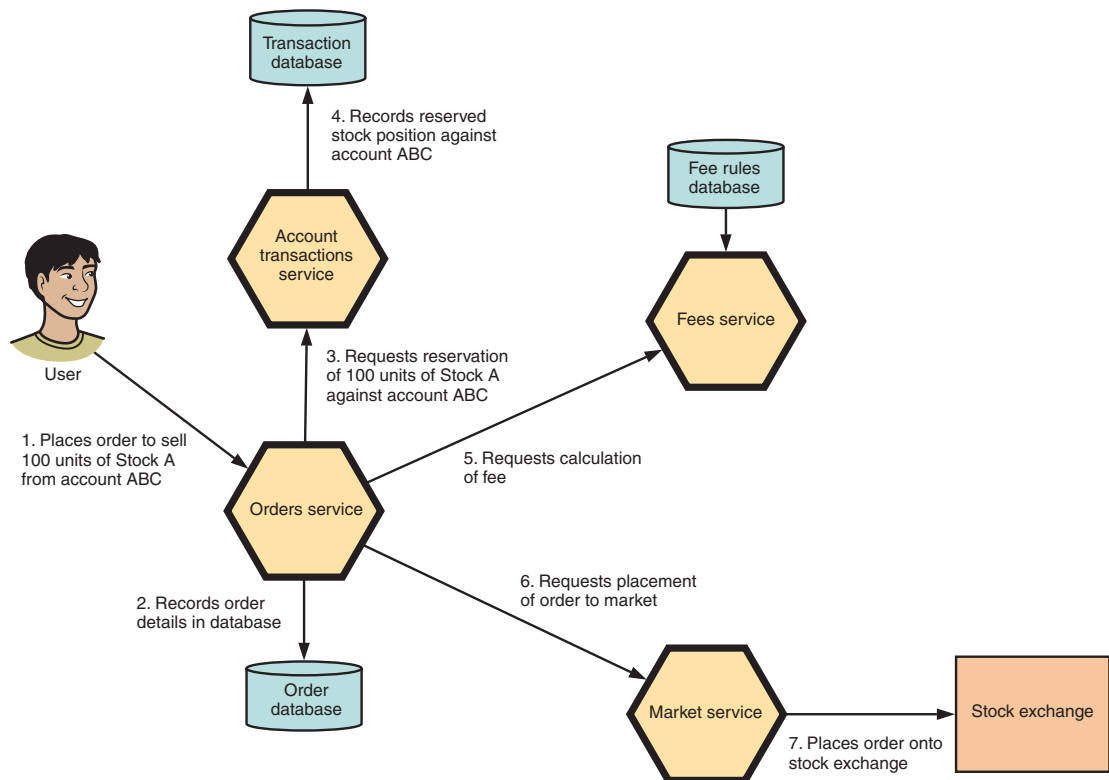 Transaction
database
4. Records reserved
stock position against
account ABC
Fee rules
database
Account
transactions
service
Fees service
User
3. Requests reservation
of 100 units of Stock A
against account ABC
1. Places order to sell
100 units of Stock A
from account ABC
5. Requests calculation
of fee
Orders service
6. Requests placement
of order to market
2. Records order
details in database
Order
database
Market service
Stock exchange
7. Places order onto
stock exchange